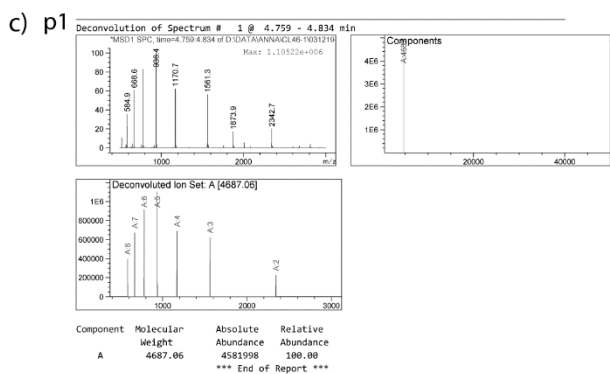 c) p1
Deconvolution of Spectrum # 1 @ 4.759 - 4.834 min
*MSD1 SPC, time=4.759:4.834 of D:\DATA\ANNA\CL46-1\031219
Max: 1.10522e+006
100
80
60
40
20
0
584.9
668.6
936.4
1170.7
1561.3
1873.9
2342.7
1000
2000
m/z
Components
4E6
3E6
2E6
1E6
20000
40000
Deconvoluted Ion Set: A [4687.06]
1E6
800000
600000
400000
200000
0
A:8
A:7
A:6
A:5
A:4
A:3
A:2
1000
2000
3000
Component Molecular Absolute Relative
Weight Abundance Abundance
A 4687.06 4581998 100.00
*** End of Report ***